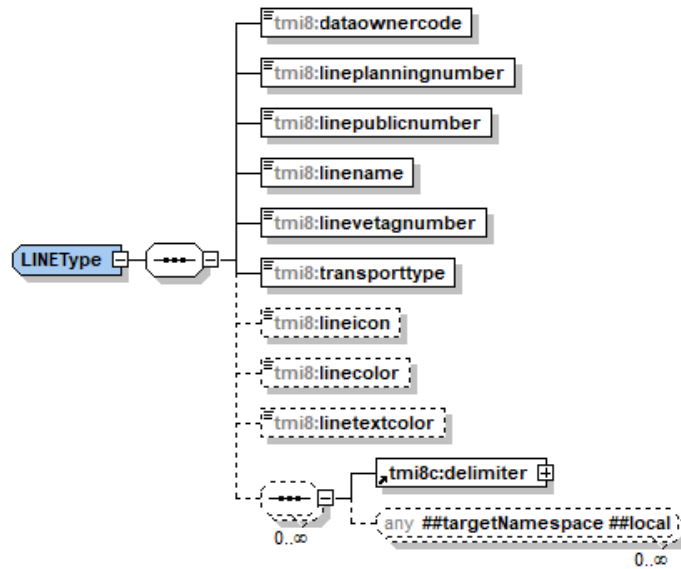 tmi8:dataownercode
tmi8:lineplanningnumber
tmi8:linepublicnumber
tmi8:linename
tmi8:linevetagnumber
LINEType
tmi8:transporttype
tmi8:lineicon
tmi8:linecolor
tmi8:linetextcolor
tmi8c:delimiter
any ##targetNamespace ##local
0..∞
0..∞